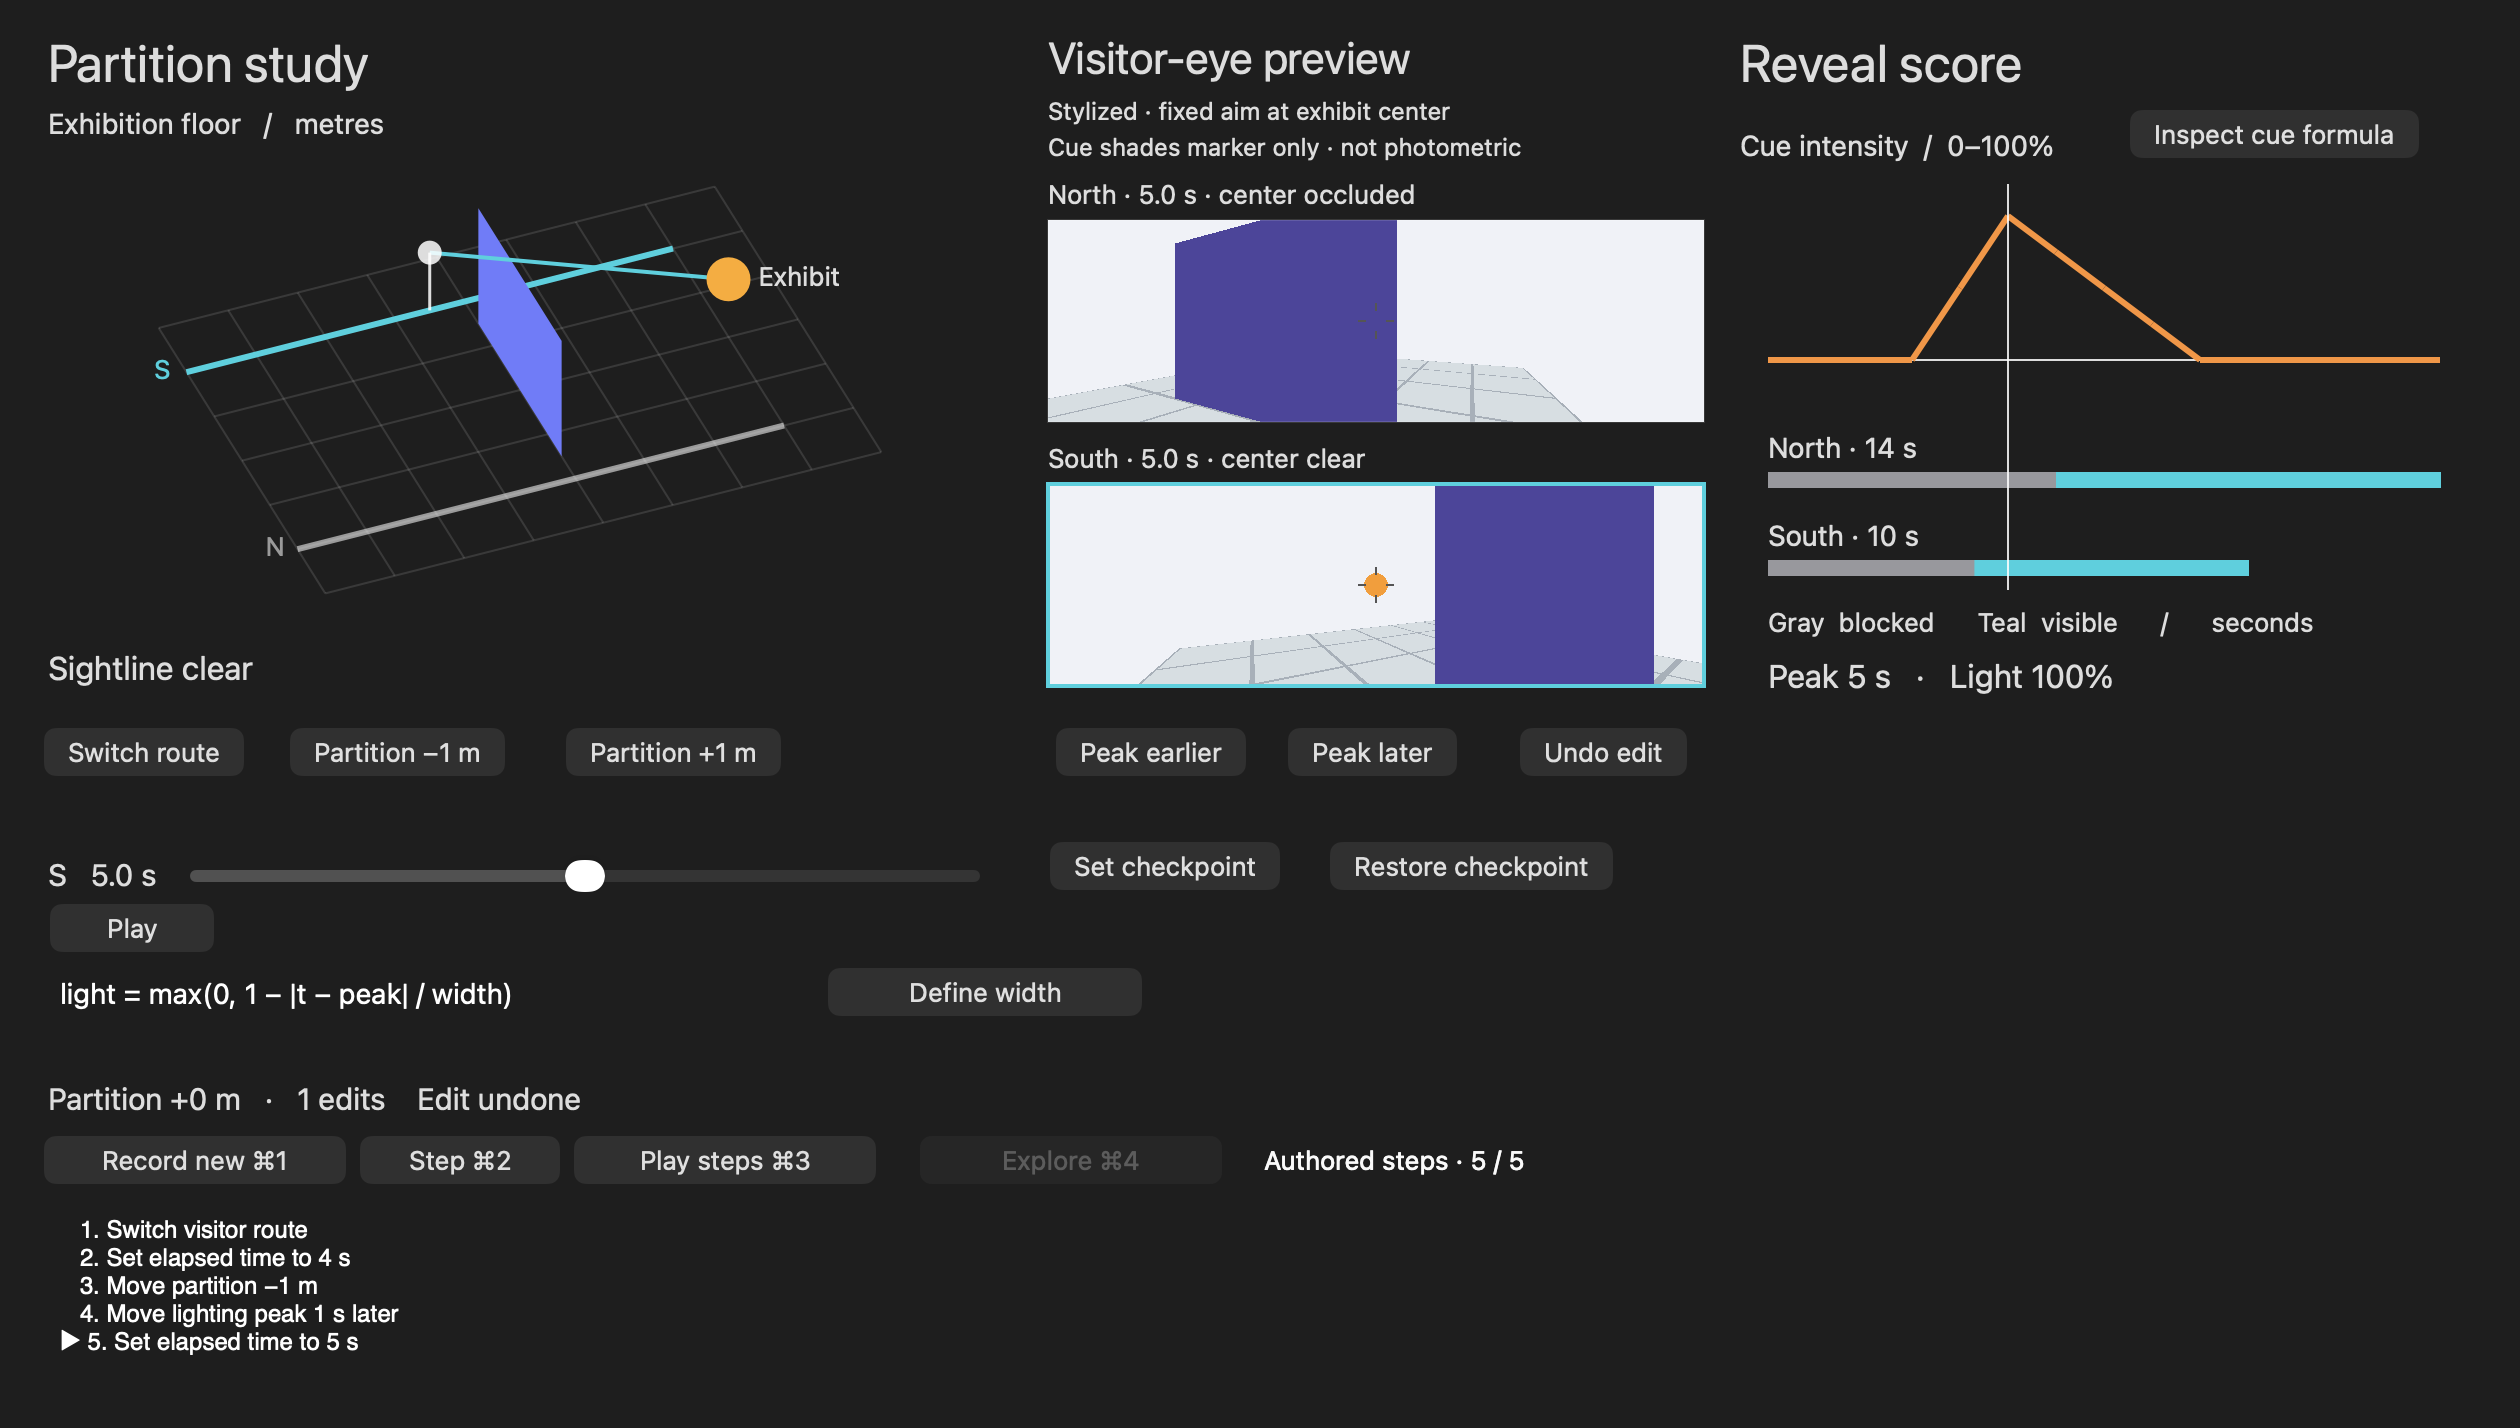 Partition study
Exhibition floor / metres
Exhibit
S
N
Sightline clear
Switch route
Partition −1 m
Partition +1 m
S 5.0 s
Play
light = max(0, 1 − |t − peak| / width)
Define width
Visitor-eye preview
Stylized · fixed aim at exhibit center
Cue shades marker only · not photometric
North · 5.0 s · center occluded
South · 5.0 s · center clear
Peak earlier
Peak later
Undo edit
Set checkpoint
Restore checkpoint
Reveal score
Cue intensity / 0–100%
Inspect cue formula
North · 14 s
South · 10 s
Gray blocked Teal visible / seconds
Peak 5 s · Light 100%
Partition +0 m · 1 edits Edit undone
Record new ⌘1
Step ⌘2
Play steps ⌘3
Explore ⌘4
Authored steps · 5 / 5
1. Switch visitor route
2. Set elapsed time to 4 s
3. Move partition −1 m
4. Move lighting peak 1 s later
▶ 5. Set elapsed time to 5 s